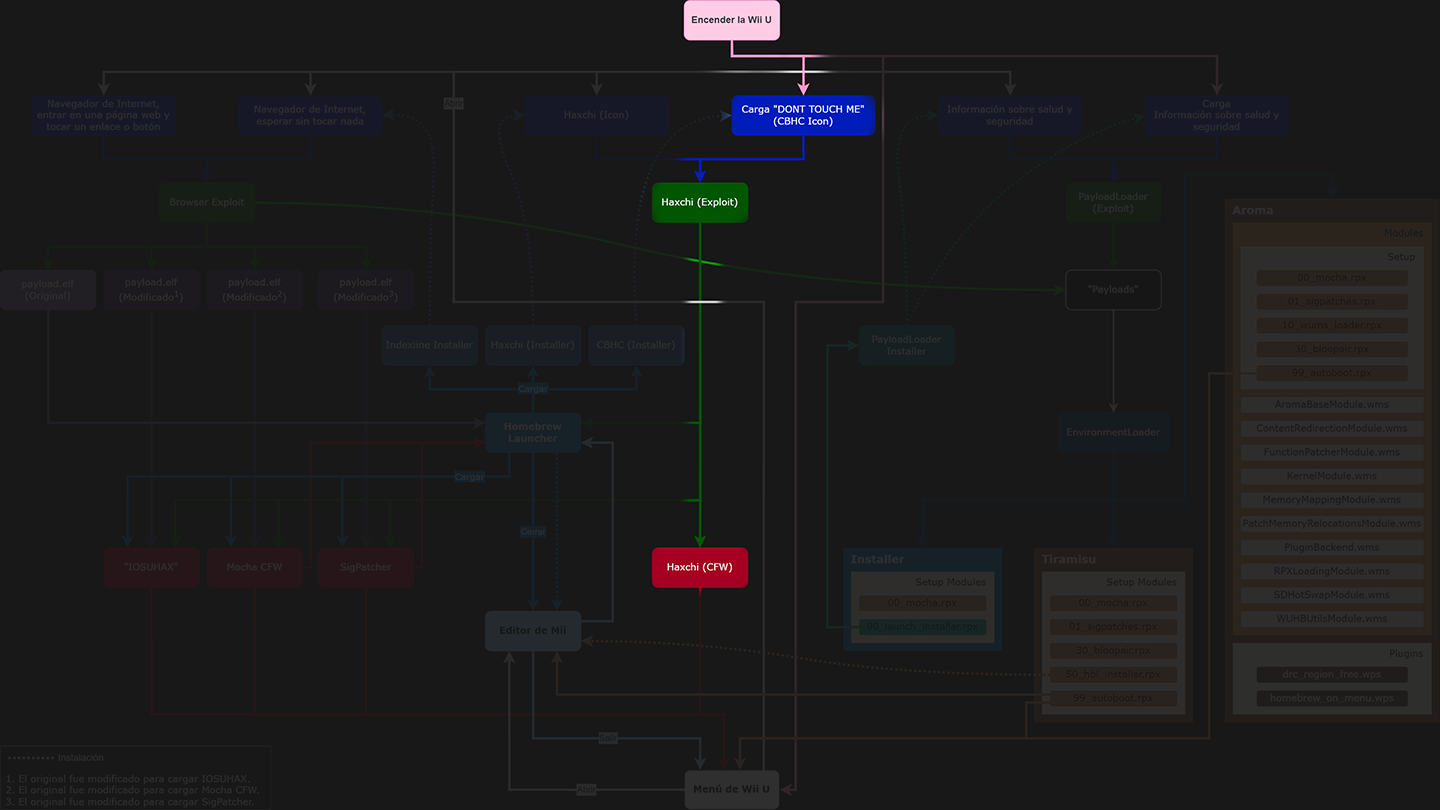 Encender la Wii U
Navegador de Internet,
entrar en una página web y
tocar un enlace o botón
Navegador de Internet,
esperar sin tocar nada
Abrir
Haxchi (Icon)
Carga "DONT TOUCH ME"
(CBHC Icon)
Información sobre salud y
seguridad
Carga
Información sobre salud y
seguridad
Browser Exploit
Haxchi (Exploit)
PayloadLoader
(Exploit)
Aroma
Modules
Setup
00_mocha.rpx
01_sigpatches.rpx
10_wums_loader.rpx
30_bloopair.rpx
99_autoboot.rpx
AromaBaseModule.wms
ContentRedirectionModule.wms
FunctionPatcherModule.wms
KernelModule.wms
MemoryMappingModule.wms
PatchMemoryRelocationsModule.wms
PluginBackend.wms
RPXLoadingModule.wms
SDHotSwapModule.wms
WUHBUtilsModule.wms
Plugins
drc_region_free.wps
homebrew_on_menu.wps
payload.elf
(Original)
payload.elf
(Modificado1)
payload.elf
(Modificado2)
payload.elf
(Modificado3)
"Payloads"
Indexiine Installer
Haxchi (Installer)
CBHC (Installer)
PayloadLoader
Installer
Cargar
Homebrew
Launcher
EnvironmentLoader
Cargar
Cerrar
"IOSUHAX"
Mocha CFW
SigPatcher
Haxchi (CFW)
Installer
Setup Modules
00_mocha.rpx
90_launch_installer.rpx
Tiramisu
Setup Modules
00_mocha.rpx
01_sigpatches.rpx
30_bloopair.rpx
50_hbl_installer.rpx
99_autoboot.rpx
Editor de Mii
Salir
Abrir
Menú de Wii U
Instalación
1. El original fue modificado para cargar IOSUHAX.
2. El original fue modificado para cargar Mocha CFW.
3. El original fue modificado para cargar SigPatcher.